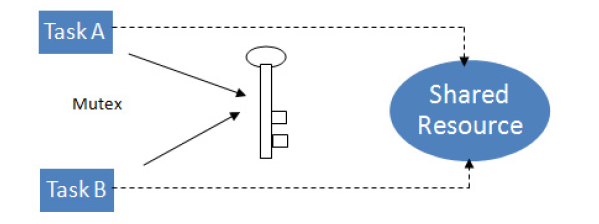 Task A
Mutex
Shared
Resource
Task B